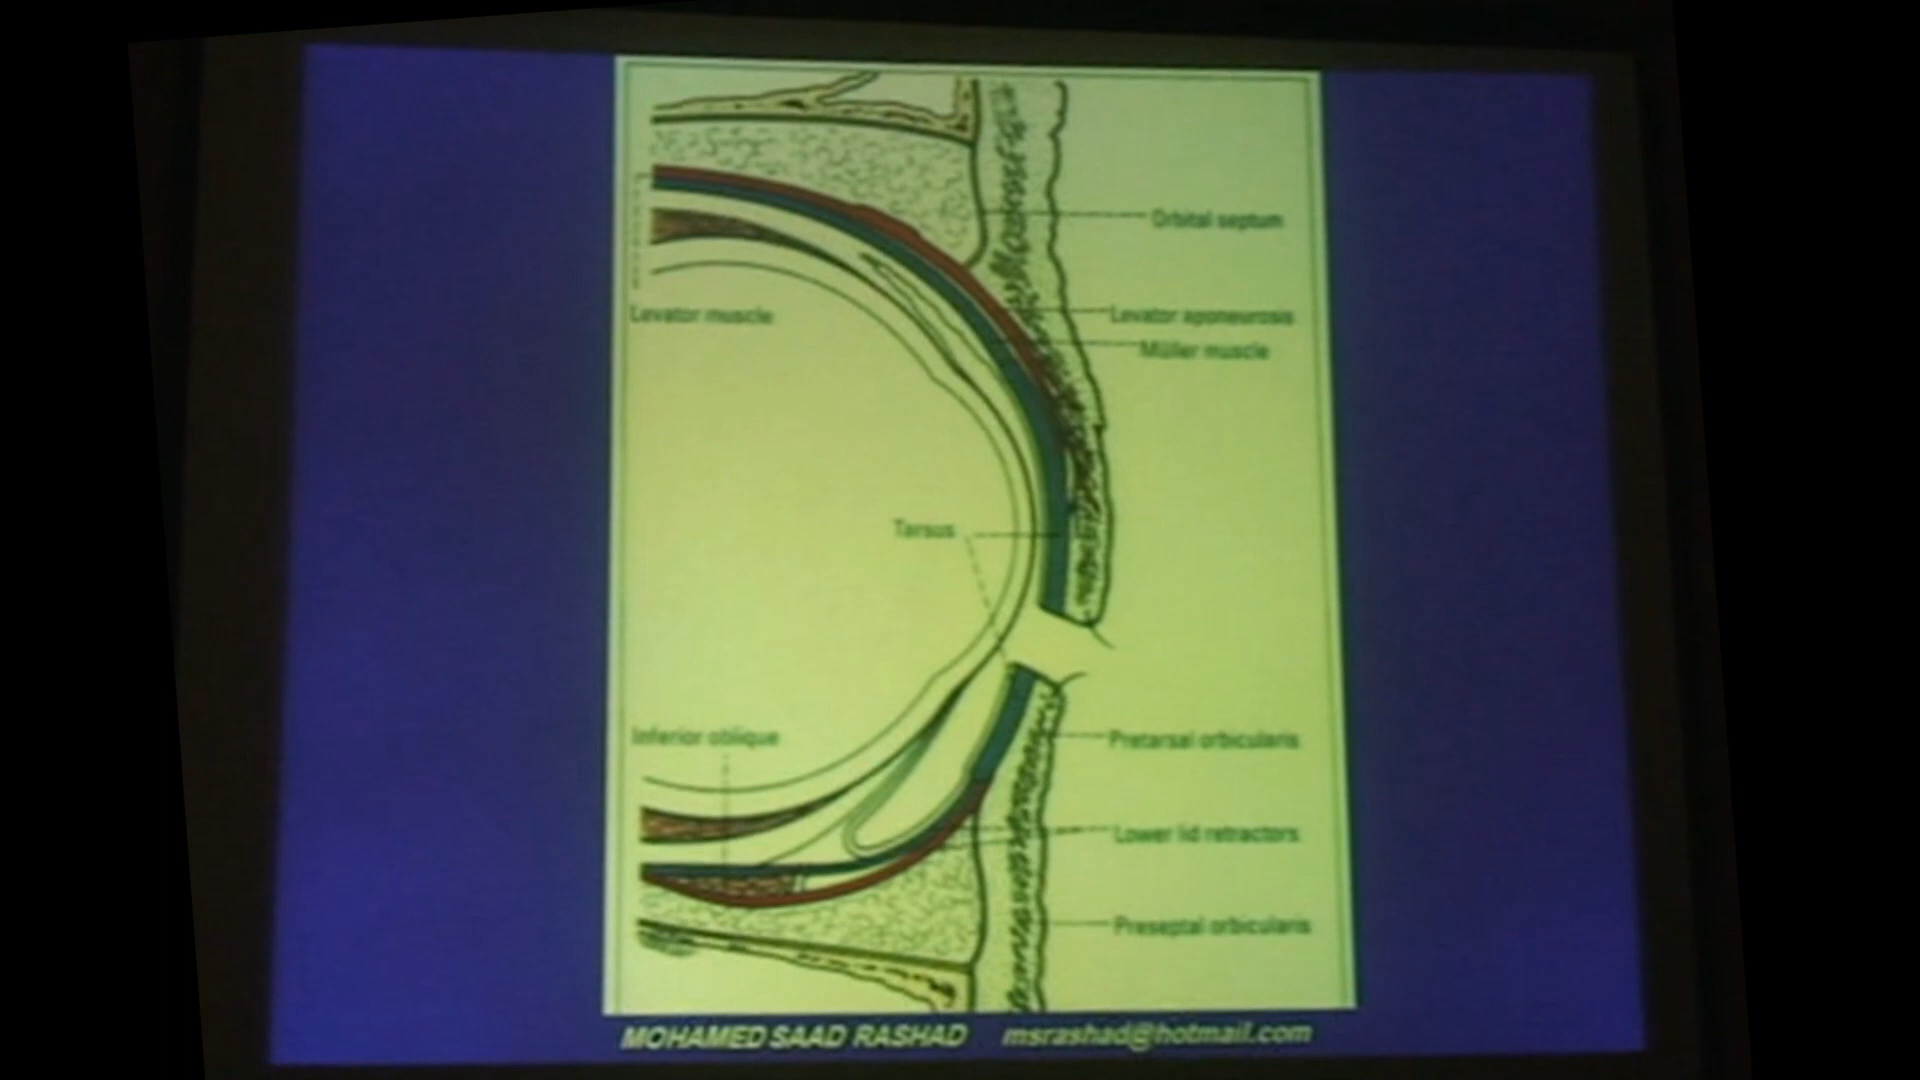 Orbital septum
Levator muscle
Levator aponeurosis
Müller muscle
Tarsus
Inferior oblique
Pretarsal orbicularis
Lower lid retractors
Preseptal orbicularis
MOHAMED SAAD RASHAD msrashad@hotmail.com